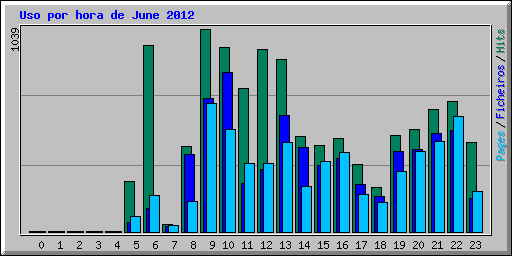 Uso por hora de June 2012
1039
Pages / Ficheiros / Hits
0 1 2 3 4 5 6 7 8 9 10 11 12 13 14 15 16 17 18 19 20 21 22 23